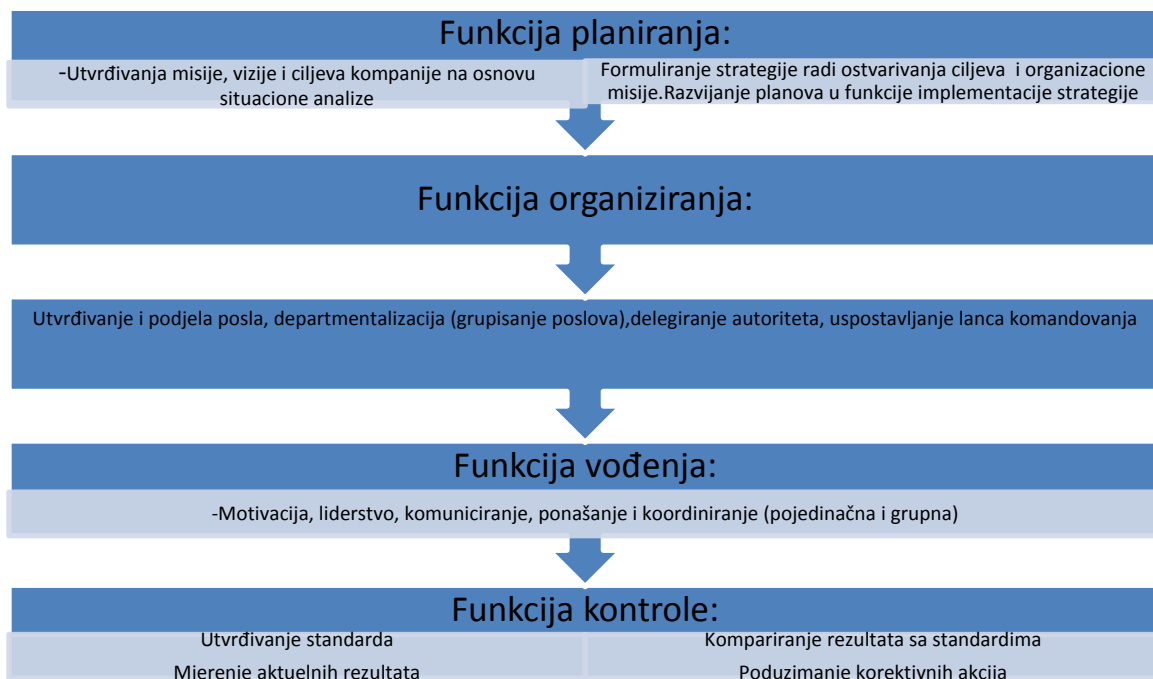 Funkcija planiranja:
-Utvrđivanja misije, vizije i ciljeva kompanije na osnovu
situacione analize
Formuliranje strategije radi ostvarivanja ciljeva i organizacione
misije.Razvijanje planova u funkcije implementacije strategije
Funkcija organiziranja:
Utvrđivanje i podjela posla, departmentalizacija (grupisanje poslova),delegiranje autoriteta, uspostavljanje lanca komandovanja
Funkcija vođenja:
-Motivacija, liderstvo, komuniciranje, ponašanje i koordiniranje (pojedinačna i grupna)
Funkcija kontrole:
Utvrđivanje standarda
Mjerenje aktuelnih rezultata
Kompariranje rezultata sa standardima
Poduzimanje korektivnih akcija